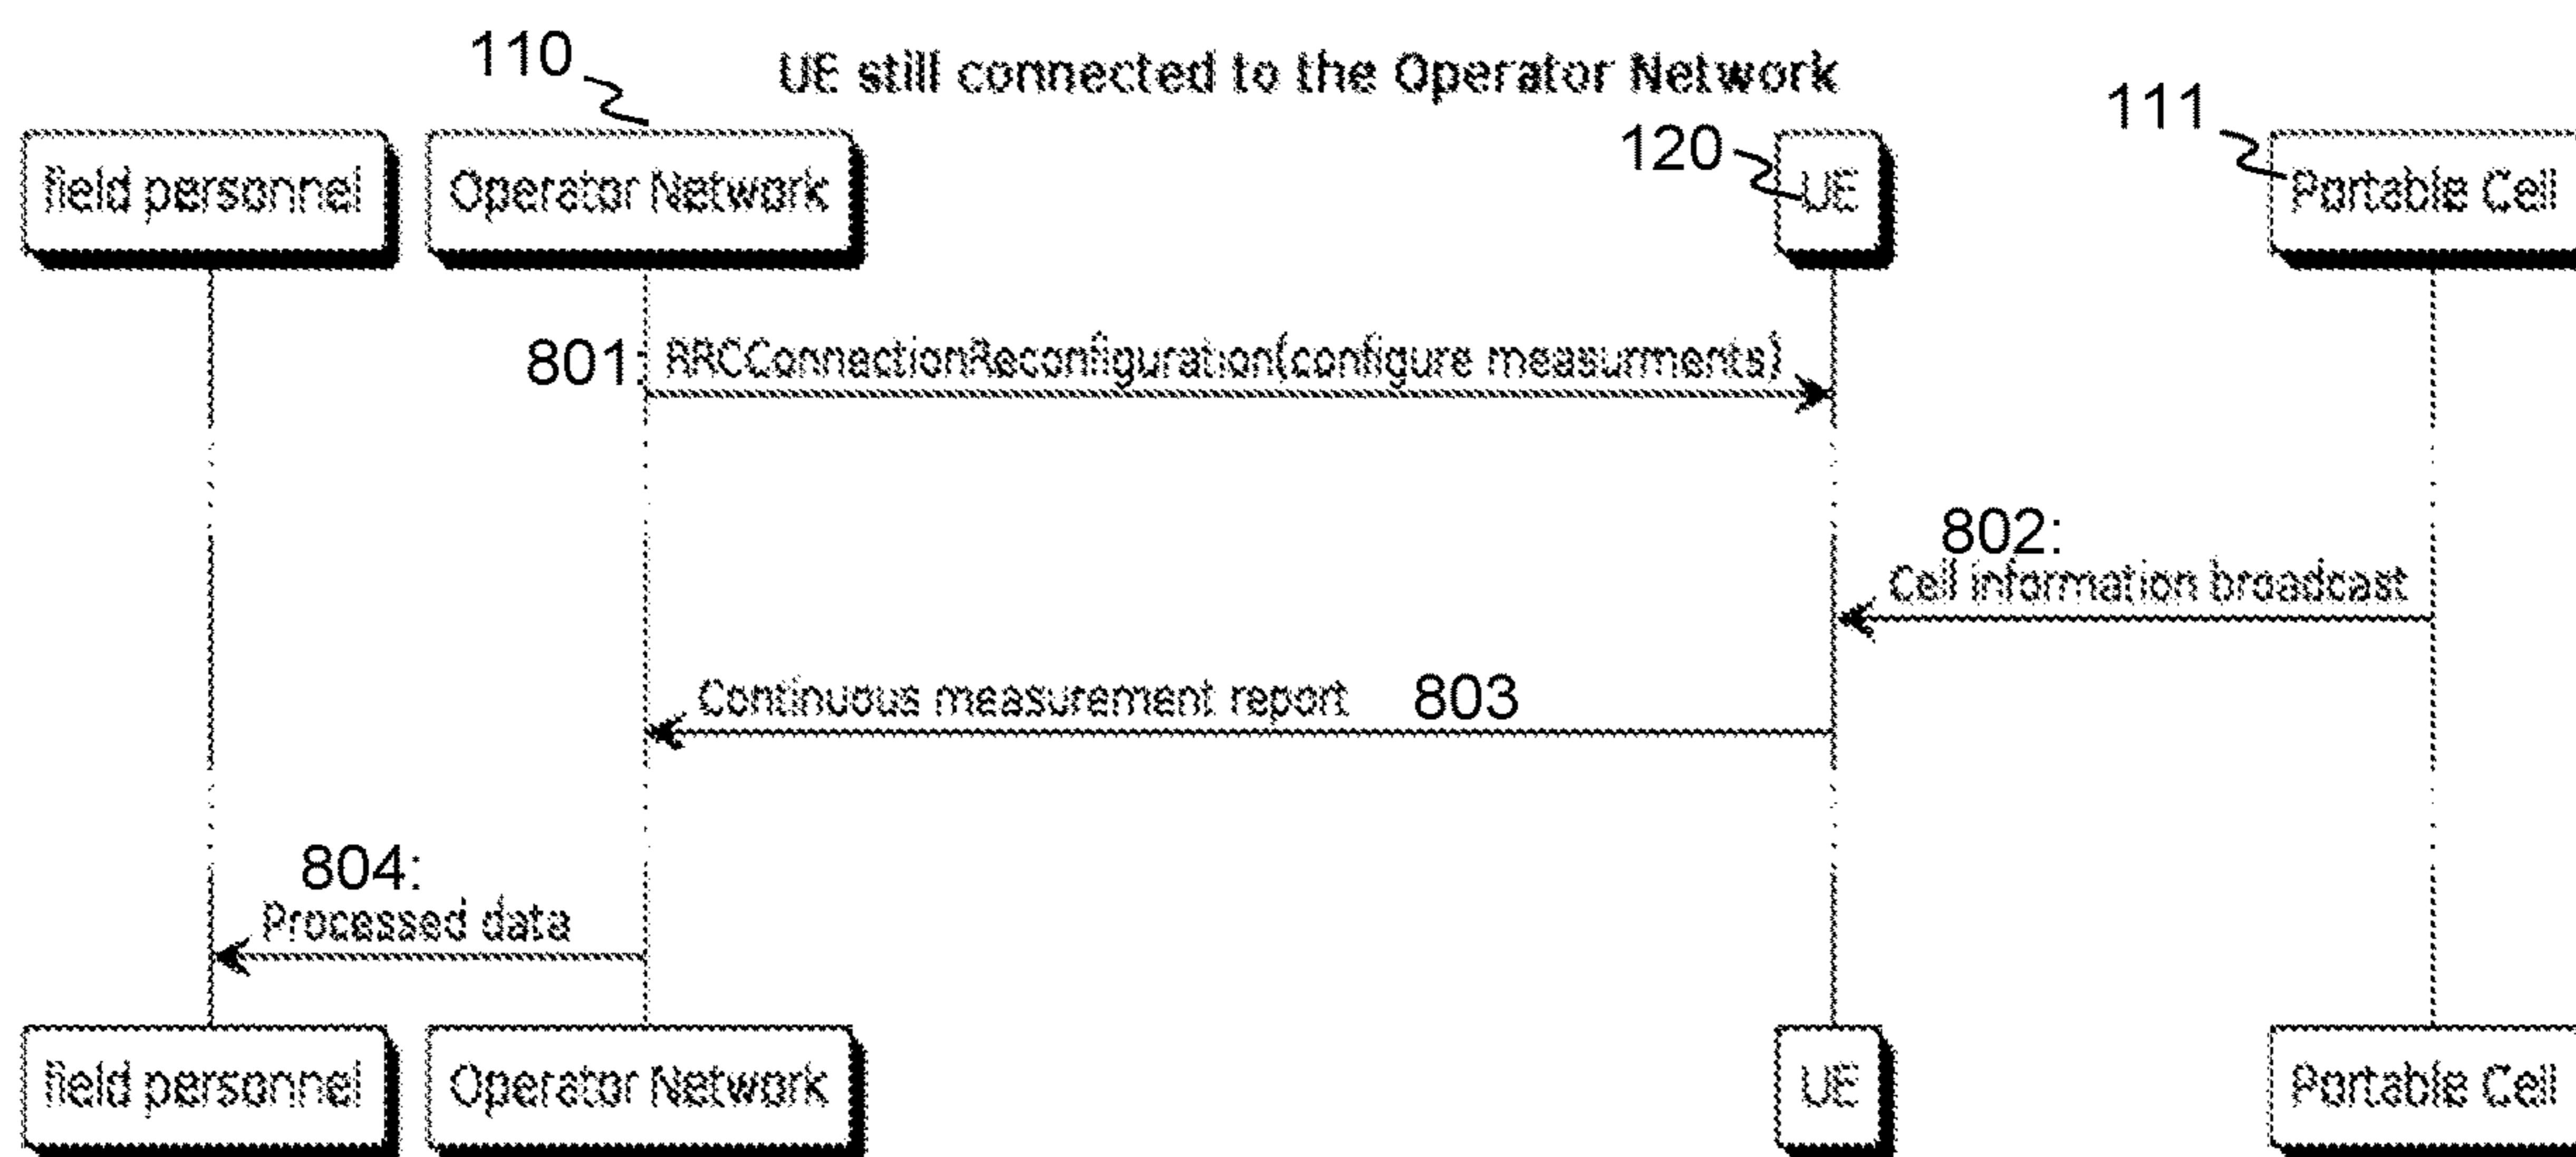 110
UE still connected to the Operator Network
111
120
field personnel
Operator Network
UE
Portable Cell
801: RRCConnectionReconfiguration(configure measurments)
802:
Cell information broadcast
Continuous measurement report 803
804:
Processed data
field personnel
Operator Network
UE
Portable Cell